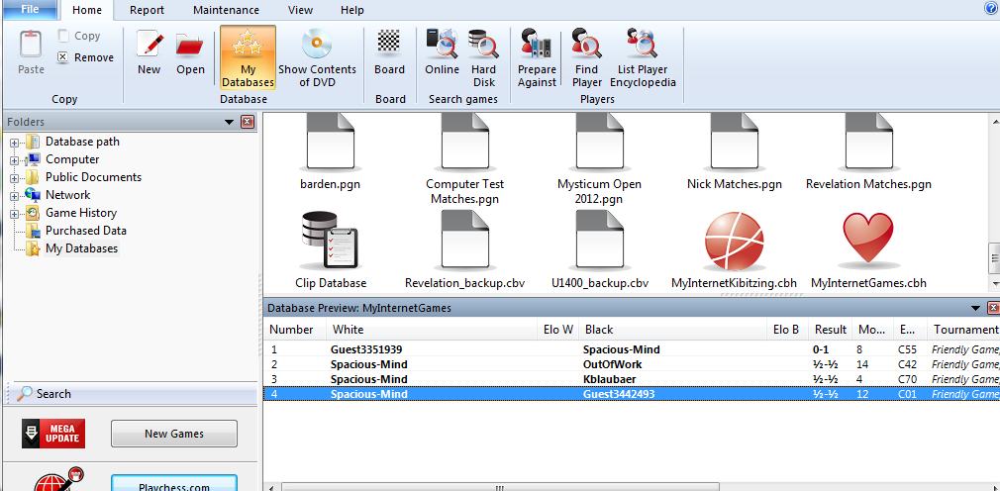 File Home Report Maintenance View Help
Paste
Copy
Remove
Copy
New Open My Databases Show Contents of DVD
Database
Board
Board
Online Hard Disk
Search games
Prepare Against Find Player List Player Encyclopedia
Players
Folders
Database path
Computer
Public Documents
Network
Game History
Purchased Data
My Databases
Search
MEGA UPDATE
New Games
Playchess.com
barden.pgn Computer Test Matches.pgn Mysticum Open 2012.pgn Nick Matches.pgn Revelation Matches.pgn
Clip Database Revelation_backup.cbv U1400_backup.cbv MyInternetKibitzing.cbh MyInternetGames.cbh
Database Preview: MyInternetGames
Number White Elo W Black Elo B Result Mo... E... Tournament
1 Guest3351939 Spacious-Mind 0-1 8 C55 Friendly Game,
2 Spacious-Mind OutOfWork ½-½ 14 C42 Friendly Game,
3 Spacious-Mind Kblaubaer ½-½ 4 C70 Friendly Game,
4 Spacious-Mind Guest3442493 ½-½ 12 C01 Friendly Game,